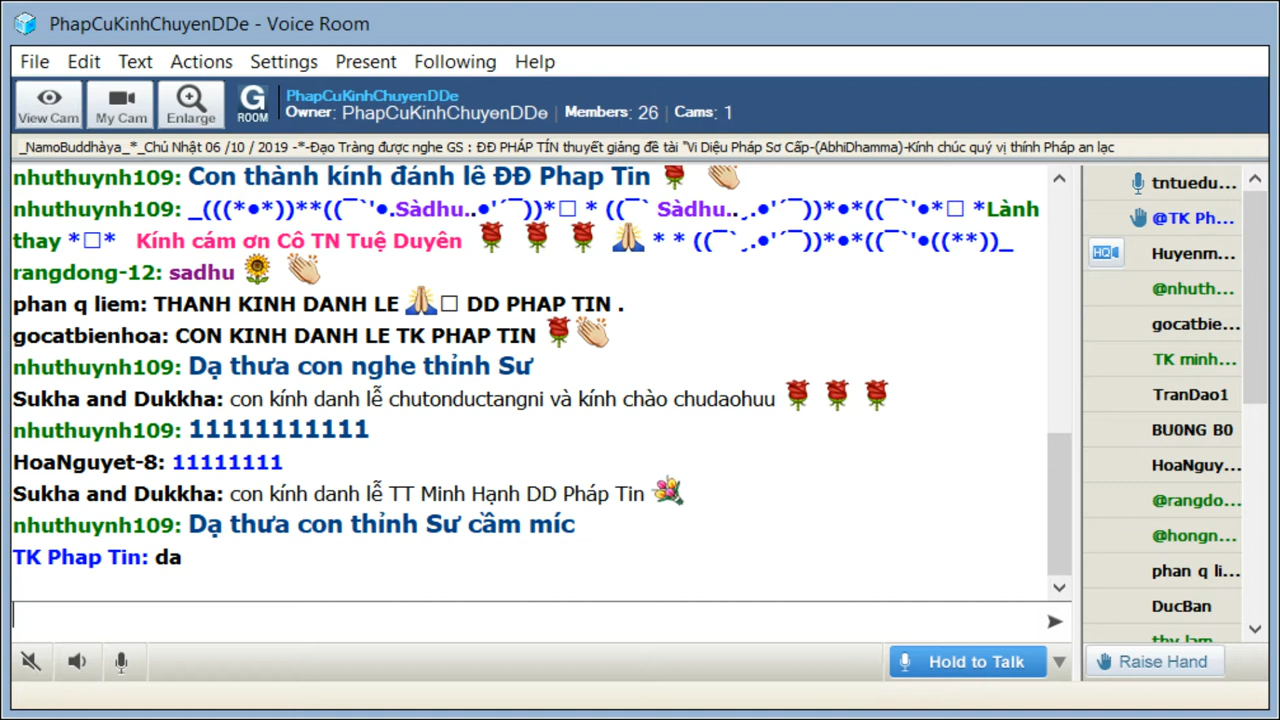 PhapCuKinhChuyenDDe - Voice Room
File Edit Text Actions Settings Present Following Help
View Cam My Cam Enlarge G ROOM
PhapCuKinhChuyenDDe
Owner: PhapCuKinhChuyenDDe | Members: 26 | Cams: 1
_NamoBuddhàya_*_Chủ Nhật 06 /10 / 2019 -*-Đạo Tràng được nghe GS : ĐĐ PHÁP TÍN thuyết giảng đề tài "Vi Diệu Pháp Sơ Cấp-(AbhiDhamma)-Kính chúc quý vị thính Pháp an lạc
nhuthuynh109: Con thành kính đánh lê ĐĐ Phap Tin 🌹 👏
nhuthuynh109: _(((*•*))**((¯`'•.Sàdhu..•'´¯))*□ * ((¯` Sàdhu..¸.•'´¯))*•*((¯`'•*□ *Lành
thay *□* Kính cám ơn Cô TN Tuệ Duyên 🌹 🌹 🌹 🙏 * * ((¯`¸.•'´¯))*•*((¯`'•((**))_
rangdong-12: sadhu 🌻 👏
phan q liem: THANH KINH DANH LE 🙏□ DD PHAP TIN .
gocatbienhoa: CON KINH DANH LE TK PHAP TIN 🌹👏
nhuthuynh109: Dạ thưa con nghe thỉnh Sư
Sukha and Dukkha: con kính danh lễ chutonductangni và kính chào chudaohuu 🌹 🌹 🌹
nhuthuynh109: 11111111111
HoaNguyet-8: 11111111
Sukha and Dukkha: con kính danh lễ TT Minh Hạnh DD Pháp Tin 💐
nhuthuynh109: Dạ thưa con thỉnh Sư cầm míc
TK Phap Tin: da
tntuedu...
@TK Ph...
HQ Huyenm...
@nhuth...
gocatbie...
TK minh...
TranDao1
BU0NG B0
HoaNguy...
@rangdo...
@hongn...
phan q li...
DucBan
thy lam
Hold to Talk
Raise Hand